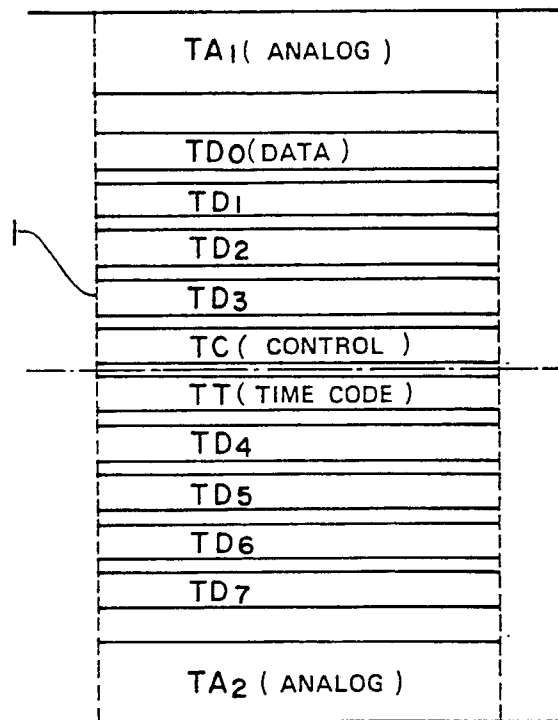 TA1 ( ANALOG )
TD0 (DATA)
TD1
1
TD2
TD3
TC ( CONTROL )
TT ( TIME CODE )
TD4
TD5
TD6
TD7
TA2 ( ANALOG )